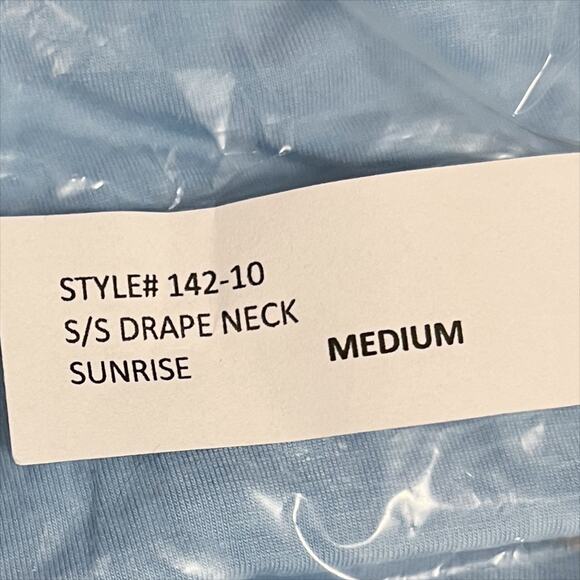 STYLE# 142-10
S/S DRAPE NECK
SUNRISE
MEDIUM